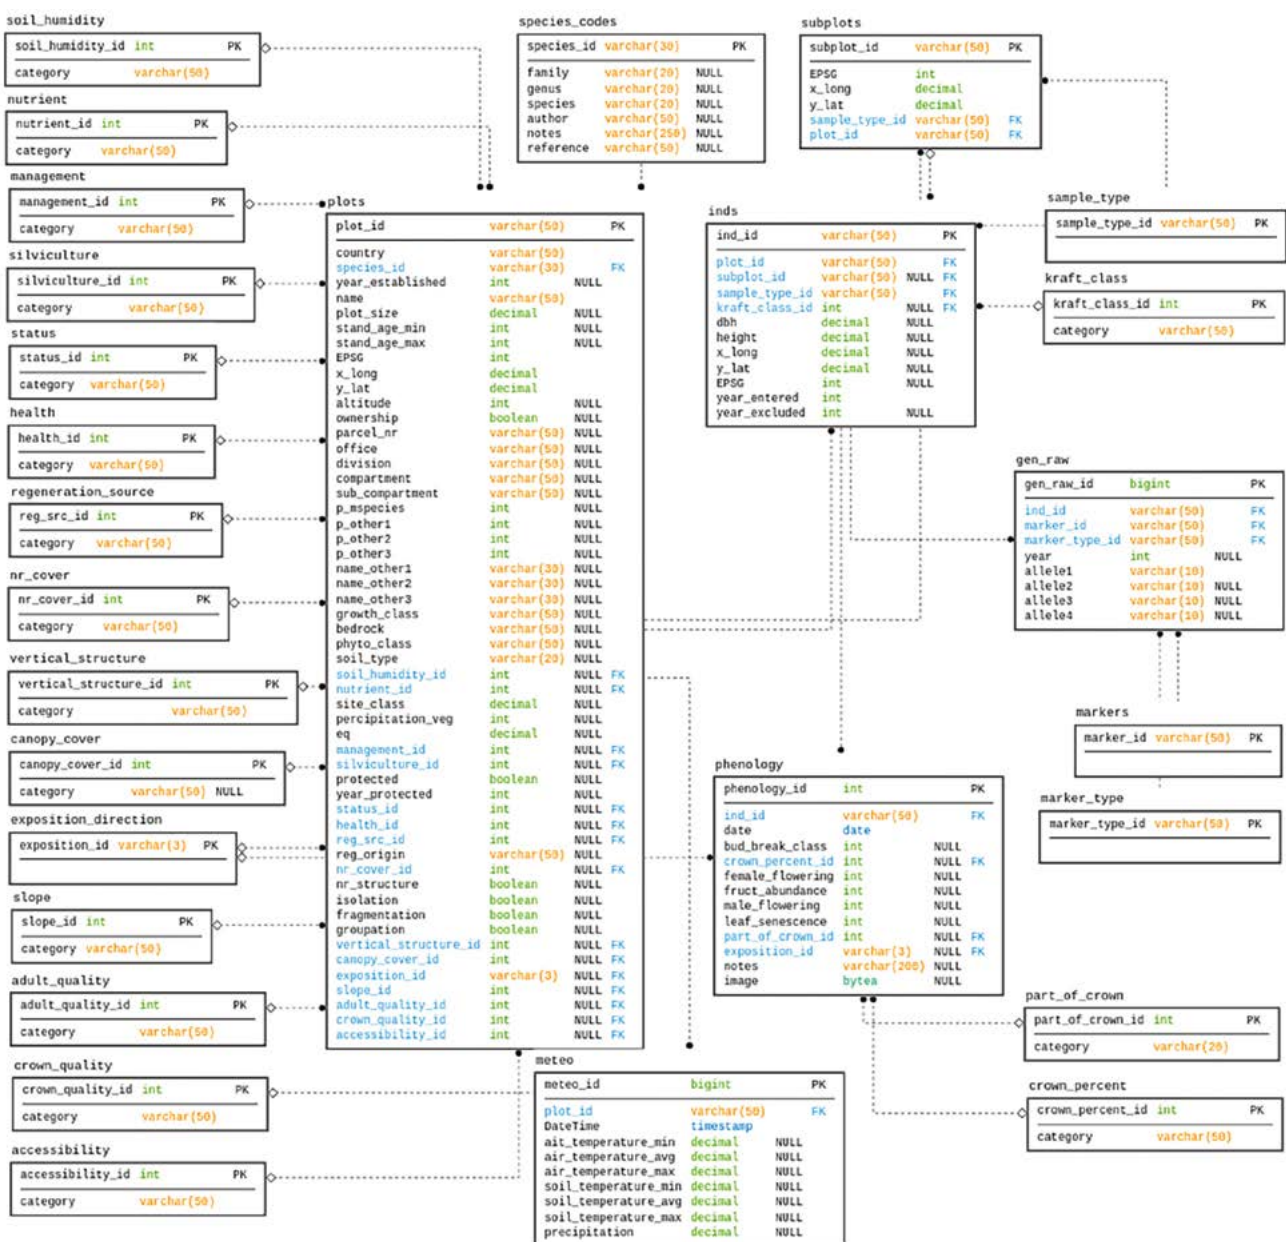 soil_humidity
soil_humidity_id int PK
category varchar(50)
nutrient
nutrient_id int PK
category varchar(50)
management
management_id int PK
category varchar(50)
silviculture
silviculture_id int PK
category varchar(50)
status
status_id int PK
category varchar(50)
health
health_id int PK
category varchar(50)
regeneration_source
reg_src_id int PK
category varchar(50)
nr_cover
nr_cover_id int PK
category varchar(50)
vertical_structure
vertical_structure_id int PK
category varchar(50)
canopy_cover
canopy_cover_id int PK
category varchar(50) NULL
exposition_direction
exposition_id varchar(3) PK
slope
slope_id int PK
category varchar(50)
adult_quality
adult_quality_id int PK
category varchar(50)
crown_quality
crown_quality_id int PK
category varchar(50)
accessibility
accessibility_id int PK
category varchar(50)
species_codes
species_id varchar(30) PK
family varchar(20) NULL
genus varchar(20) NULL
species varchar(20) NULL
author varchar(50) NULL
notes varchar(250) NULL
reference varchar(50) NULL
plots
plot_id varchar(50) PK
country varchar(50)
species_id varchar(30) FK
year_established int NULL
name varchar(50)
plot_size decimal NULL
stand_age_min int NULL
stand_age_max int NULL
EPSG int
x_long decimal
y_lat decimal
altitude int NULL
ownership boolean NULL
parcel_nr varchar(50) NULL
office varchar(50) NULL
division varchar(50) NULL
compartment varchar(50) NULL
sub_compartment varchar(50) NULL
p_mspecies int NULL
p_other1 int NULL
p_other2 int NULL
p_other3 int NULL
name_other1 varchar(30) NULL
name_other2 varchar(30) NULL
name_other3 varchar(30) NULL
growth_class varchar(50) NULL
bedrock varchar(50) NULL
phyto_class varchar(50) NULL
soil_type varchar(20) NULL
soil_humidity_id int NULL FK
nutrient_id int NULL FK
site_class decimal NULL
percipitation_veg int NULL
eq decimal NULL
management_id int NULL FK
silviculture_id int NULL FK
protected boolean NULL
year_protected int NULL
status_id int NULL FK
health_id int NULL FK
reg_src_id int NULL FK
reg_origin varchar(50) NULL
nr_cover_id int NULL FK
nr_structure boolean NULL
isolation boolean NULL
fragmentation boolean NULL
groupation boolean NULL
vertical_structure_id int NULL FK
canopy_cover_id int NULL FK
exposition_id varchar(3) NULL FK
slope_id int NULL FK
adult_quality_id int NULL FK
crown_quality_id int NULL FK
accessibility_id int NULL FK
meteo
meteo_id bigint PK
plot_id varchar(50) FK
DateTime timestamp
ait_temperature_min decimal NULL
air_temperature_avg decimal NULL
air_temperature_max decimal NULL
soil_temperature_min decimal NULL
soil_temperature_avg decimal NULL
soil_temperature_max decimal NULL
precipitation decimal NULL
subplots
subplot_id varchar(50) PK
EPSG int
x_long decimal
y_lat decimal
sample_type_id varchar(50) FK
plot_id varchar(50) FK
inds
ind_id varchar(50) PK
plot_id varchar(50) FK
subplot_id varchar(50) NULL FK
sample_type_id varchar(50) FK
kraft_class_id int NULL FK
dbh decimal NULL
height decimal NULL
x_long decimal NULL
y_lat decimal NULL
EPSG int NULL
year_entered int
year_excluded int NULL
sample_type
sample_type_id varchar(50) PK
kraft_class
kraft_class_id int PK
category varchar(50)
gen_raw
gen_raw_id bigint PK
ind_id varchar(50) FK
marker_id varchar(50) FK
marker_type_id varchar(50) FK
year int NULL
allele1 varchar(10)
allele2 varchar(10) NULL
allele3 varchar(10) NULL
allele4 varchar(10) NULL
markers
marker_id varchar(50) PK
marker_type
marker_type_id varchar(50) PK
phenology
phenology_id int PK
ind_id varchar(50) FK
date date
bud_break_class int NULL
crown_percent_id int NULL FK
female_flowering int NULL
fruct_abundance int NULL
male_flowering int NULL
leaf_senescence int NULL
part_of_crown_id int NULL FK
exposition_id varchar(3) NULL FK
notes varchar(200) NULL
image bytea NULL
part_of_crown
part_of_crown_id int PK
category varchar(20)
crown_percent
crown_percent_id int PK
category varchar(50)